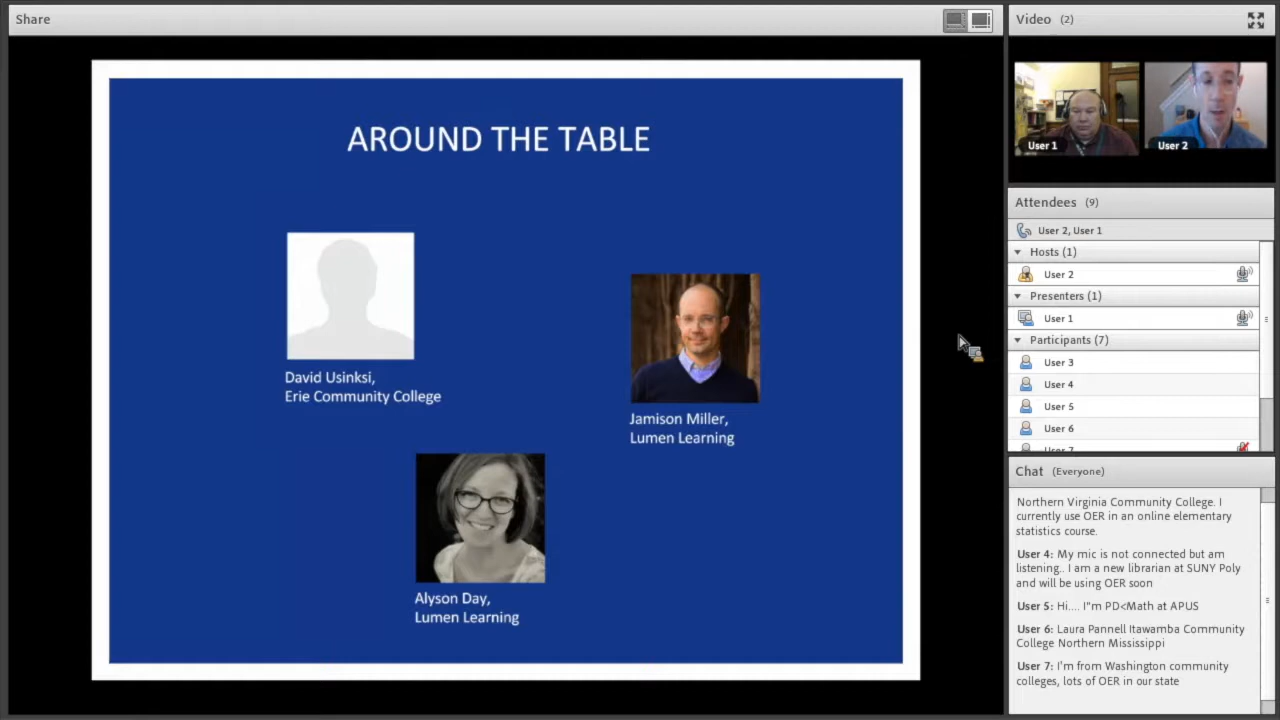 Share
Video (2)
AROUND THE TABLE
David Usinksi,
Erie Community College
Jamison Miller,
Lumen Learning
Alyson Day,
Lumen Learning
User 1
User 2
Attendees (9)
User 2, User 1
Hosts (1)
User 2
Presenters (1)
User 1
Participants (7)
User 3
User 4
User 5
User 6
User 7
Chat (Everyone)
Northern Virginia Community College. I
currently use OER in an online elementary
statistics course.
User 4: My mic is not connected but am
listening.. I am a new librarian at SUNY Poly
and will be using OER soon
User 5: Hi.... I"m PD<Math at APUS
User 6: Laura Pannell Itawamba Community
College Northern Mississippi
User 7: I'm from Washington community
colleges, lots of OER in our state